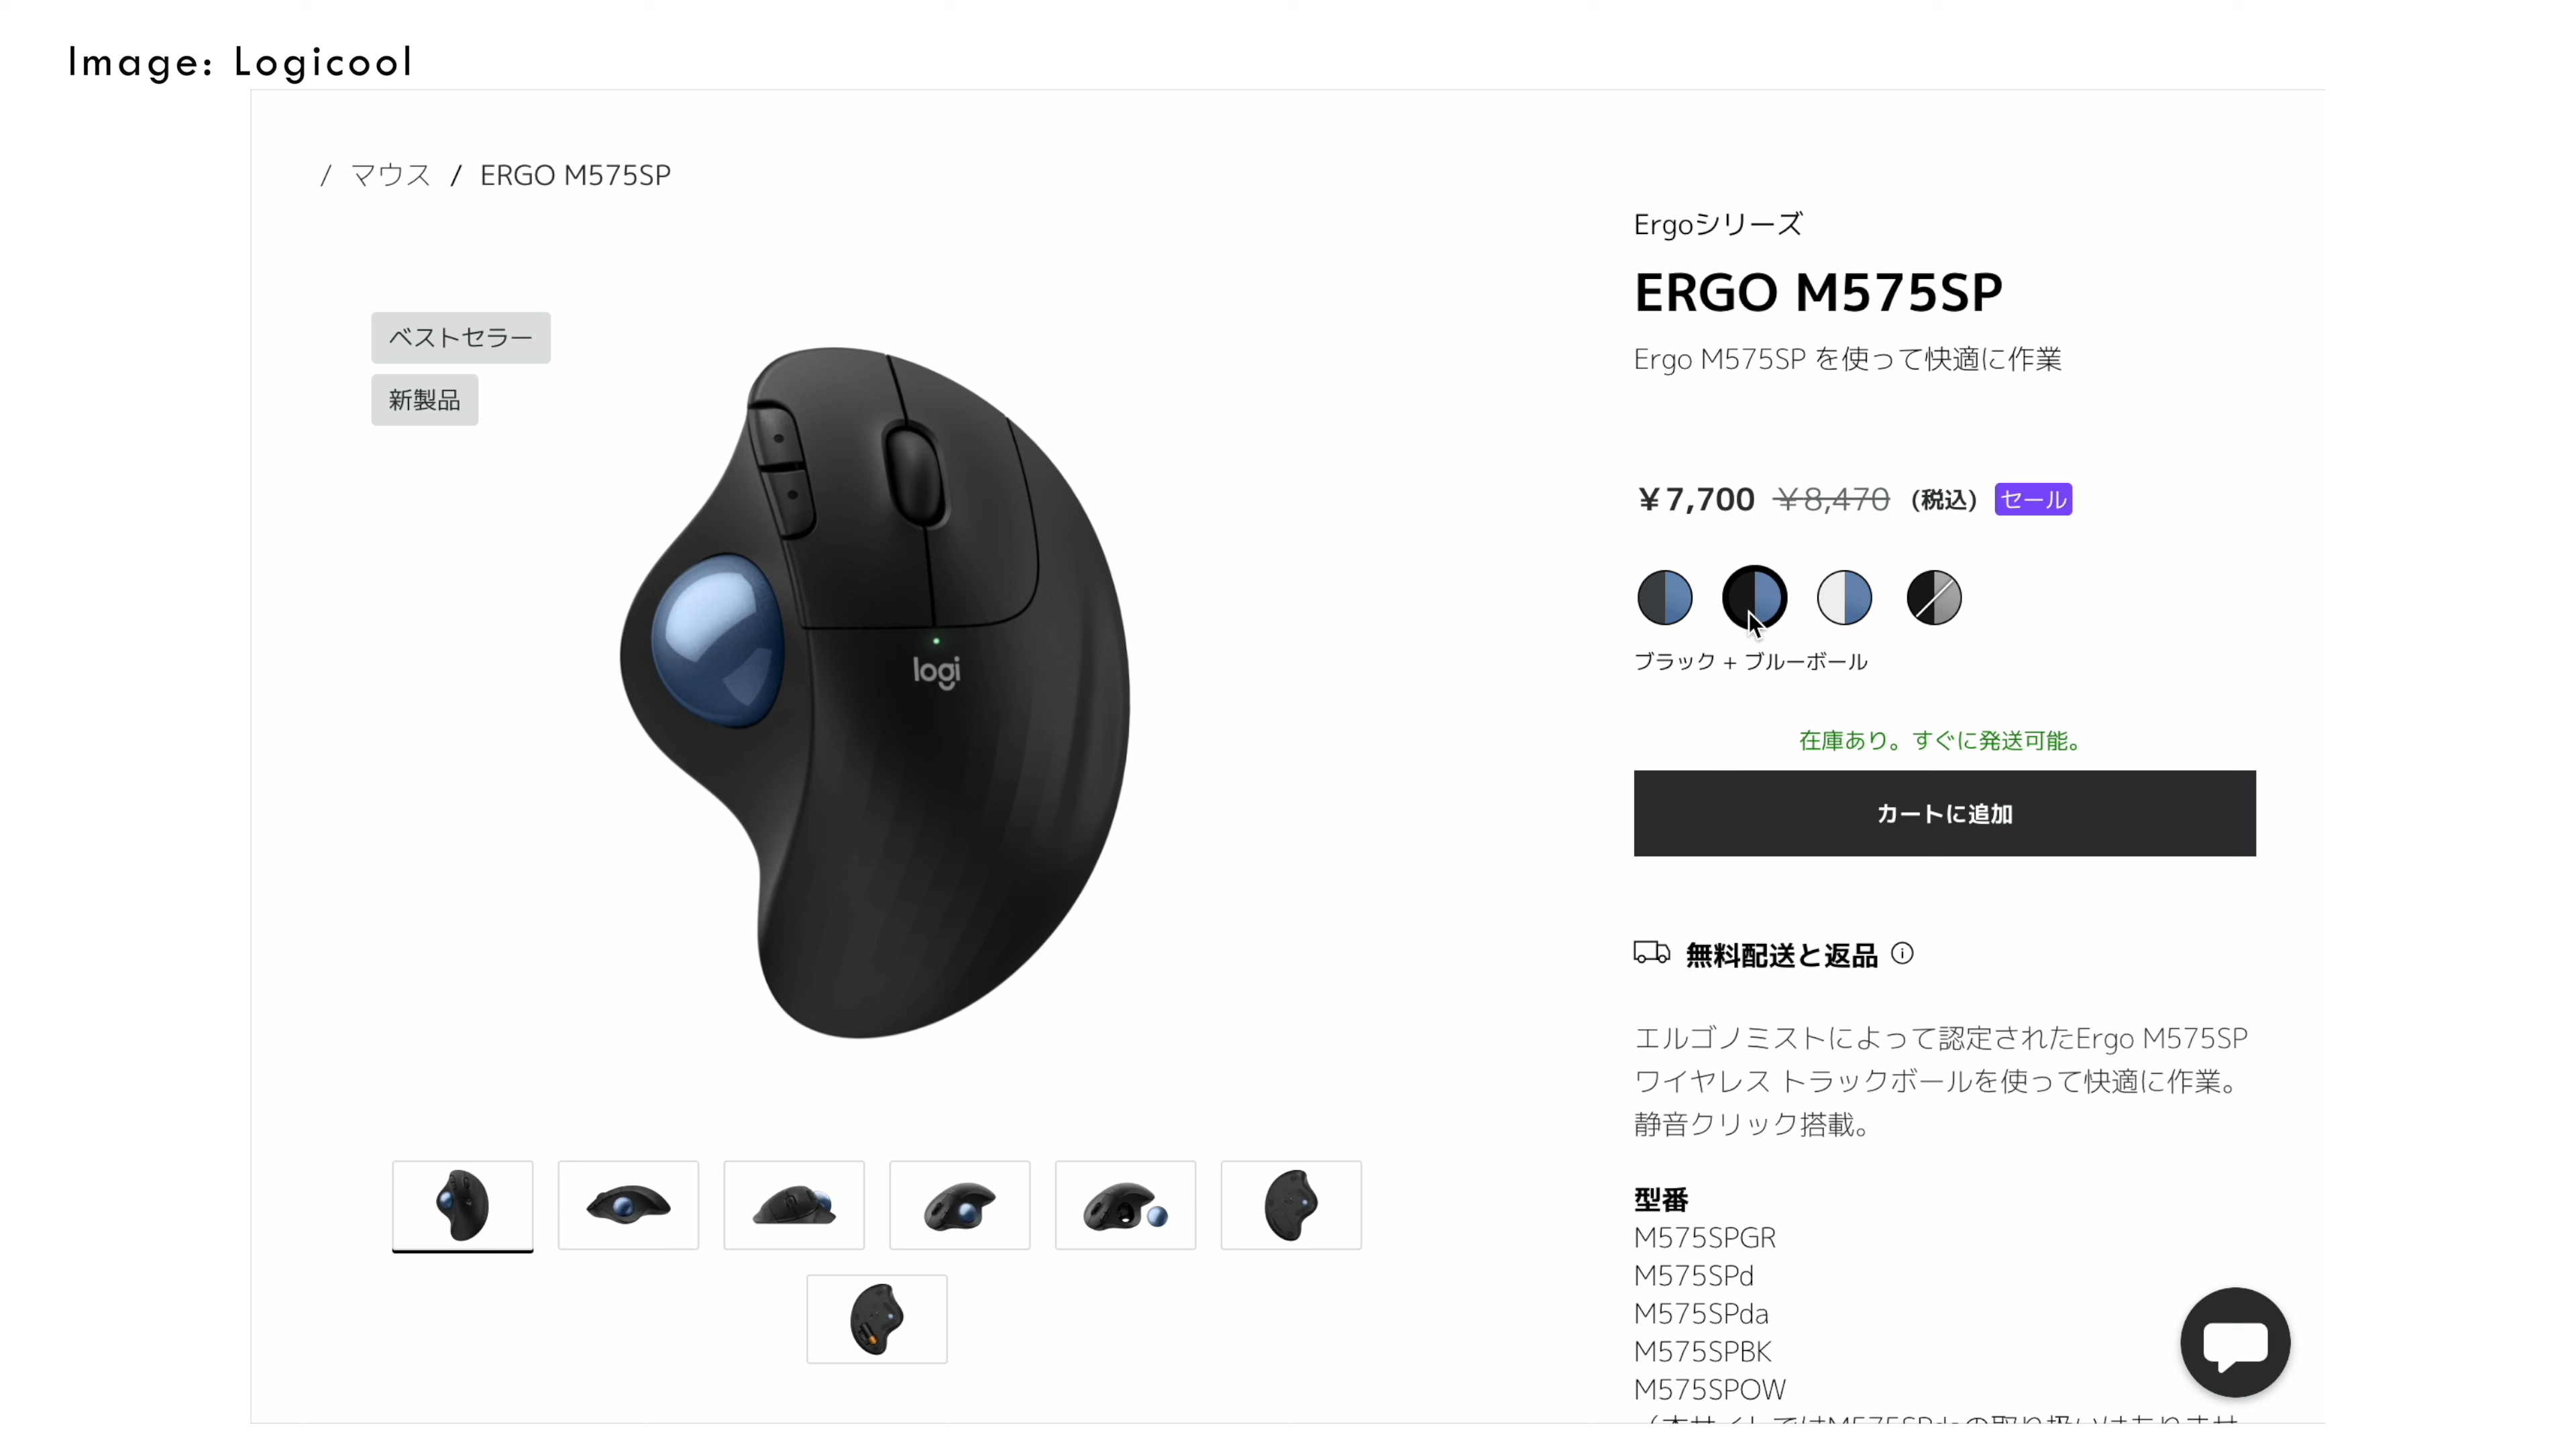 Image: Logicool
/ マウス / ERGO M575SP
ベストセラー
新製品
logi
Ergoシリーズ
ERGO M575SP
Ergo M575SP を使って快適に作業
￥7,700 ￥8,470 (税込) セール
ブラック + ブルーボール
在庫あり。すぐに発送可能。
カートに追加
無料配送と返品
エルゴノミストによって認定されたErgo M575SP
ワイヤレス トラックボールを使って快適に作業。
静音クリック搭載。
型番
M575SPGR
M575SPd
M575SPda
M575SPBK
M575SPOW